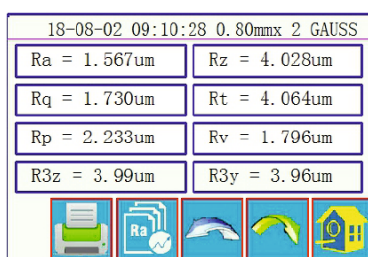 18-08-02 09:10:28 0.80mmx 2 GAUSS
Ra = 1.567um Rz = 4.028um
Rq = 1.730um Rt = 4.064um
Rp = 2.233um Rv = 1.796um
R3z = 3.99um R3y = 3.96um
Ra